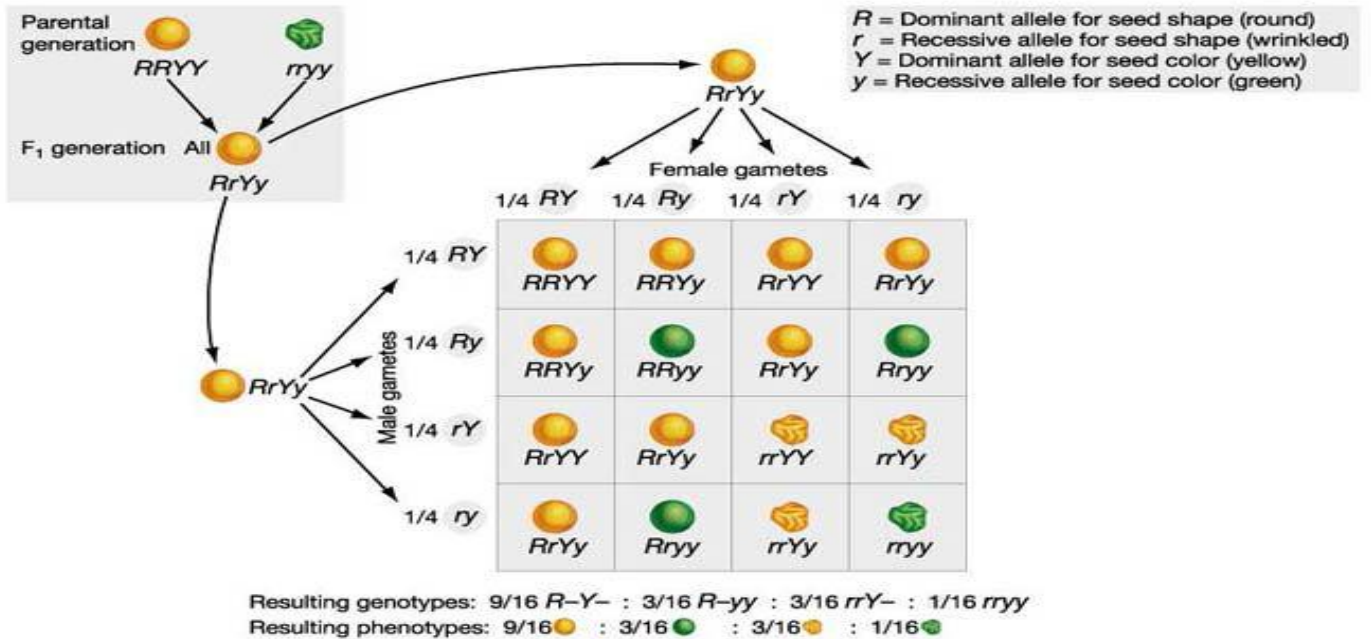 Parental generation
RRYY rryy
F1 generation All
RrYy
R = Dominant allele for seed shape (round)
r = Recessive allele for seed shape (wrinkled)
Y = Dominant allele for seed color (yellow)
y = Recessive allele for seed color (green)
RrYy
Female gametes
1/4 RY 1/4 Ry 1/4 rY 1/4 ry
RrYy
Male gametes
1/4 RY
RRYY RRYy RrYY RrYy
1/4 Ry
RRYy RRyy RrYy Rryy
1/4 rY
RrYY RrYy rrYY rrYy
1/4 ry
RrYy Rryy rrYy rryy
Resulting genotypes: 9/16 R–Y– : 3/16 R–yy : 3/16 rrY– : 1/16 rryy
Resulting phenotypes: 9/16 : 3/16 : 3/16 : 1/16